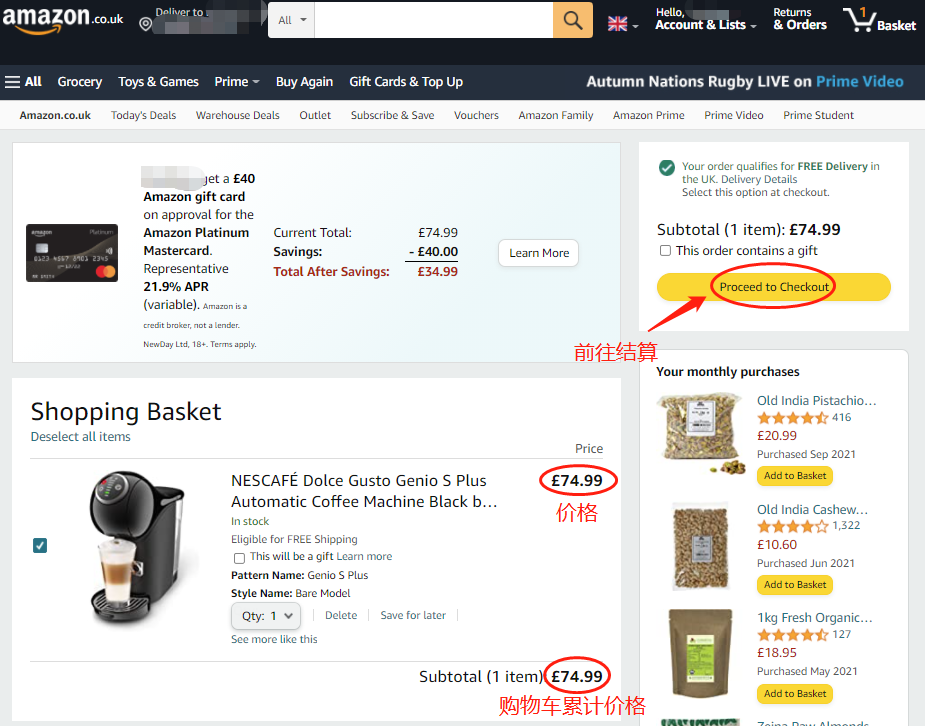 amazon.co.uk
Deliver to
All
Hello,
Account & Lists
Returns
& Orders
1
Basket
All
Grocery
Toys & Games
Prime
Buy Again
Gift Cards & Top Up
Autumn Nations Rugby LIVE on Prime Video
Amazon.co.uk
Today's Deals
Warehouse Deals
Outlet
Subscribe & Save
Vouchers
Amazon Family
Amazon Prime
Prime Video
Prime Student
get a £40
Amazon gift card
on approval for the
Amazon Platinum
Mastercard.
Representative
21.9% APR
(variable). Amazon is a
credit broker, not a lender.
NewDay Ltd, 18+. Terms apply.
amazon
Platinum
Current Total: £74.99
Savings: - £40.00
Total After Savings: £34.99
Learn More
Your order qualifies for FREE Delivery in
the UK. Delivery Details
Select this option at checkout.
Subtotal (1 item): £74.99
This order contains a gift
Proceed to Checkout
前往结算
Shopping Basket
Deselect all items
Price
NESCAFÉ Dolce Gusto Genio S Plus
Automatic Coffee Machine Black b…
£74.99
价格
In stock
Eligible for FREE Shipping
This will be a gift Learn more
Pattern Name: Genio S Plus
Style Name: Bare Model
Qty: 1
Delete
Save for later
See more like this
Subtotal (1 item) £74.99
购物车累计价格
Your monthly purchases
Old India Pistachio…
416
£20.99
Purchased Sep 2021
Add to Basket
Old India Cashew…
1,322
£10.60
Purchased Jun 2021
Add to Basket
1kg Fresh Organic…
127
£18.95
Purchased May 2021
Add to Basket